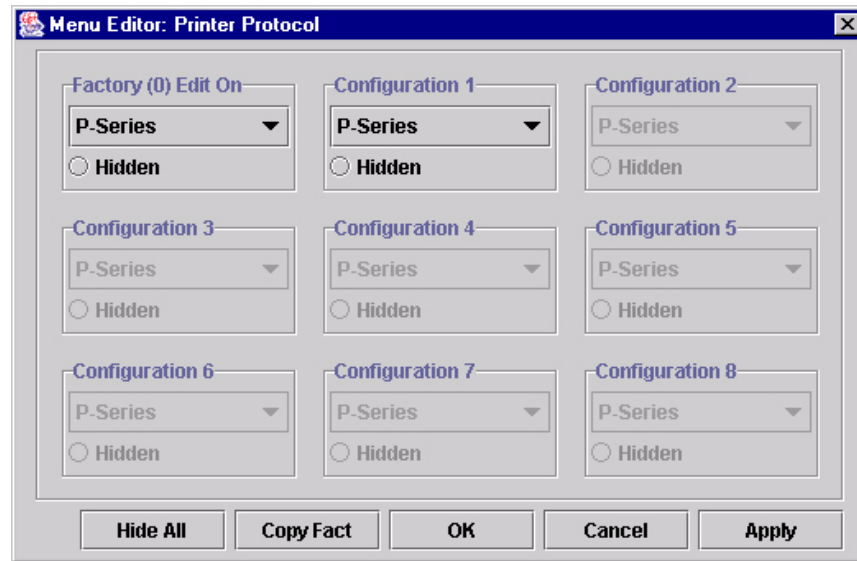 Menu Editor: Printer Protocol
Factory (0) Edit On
Configuration 1
Configuration 2
P-Series
P-Series
P-Series
Hidden
Hidden
Hidden
Configuration 3
Configuration 4
Configuration 5
P-Series
P-Series
P-Series
Hidden
Hidden
Hidden
Configuration 6
Configuration 7
Configuration 8
P-Series
P-Series
P-Series
Hidden
Hidden
Hidden
Hide All
Copy Fact
OK
Cancel
Apply